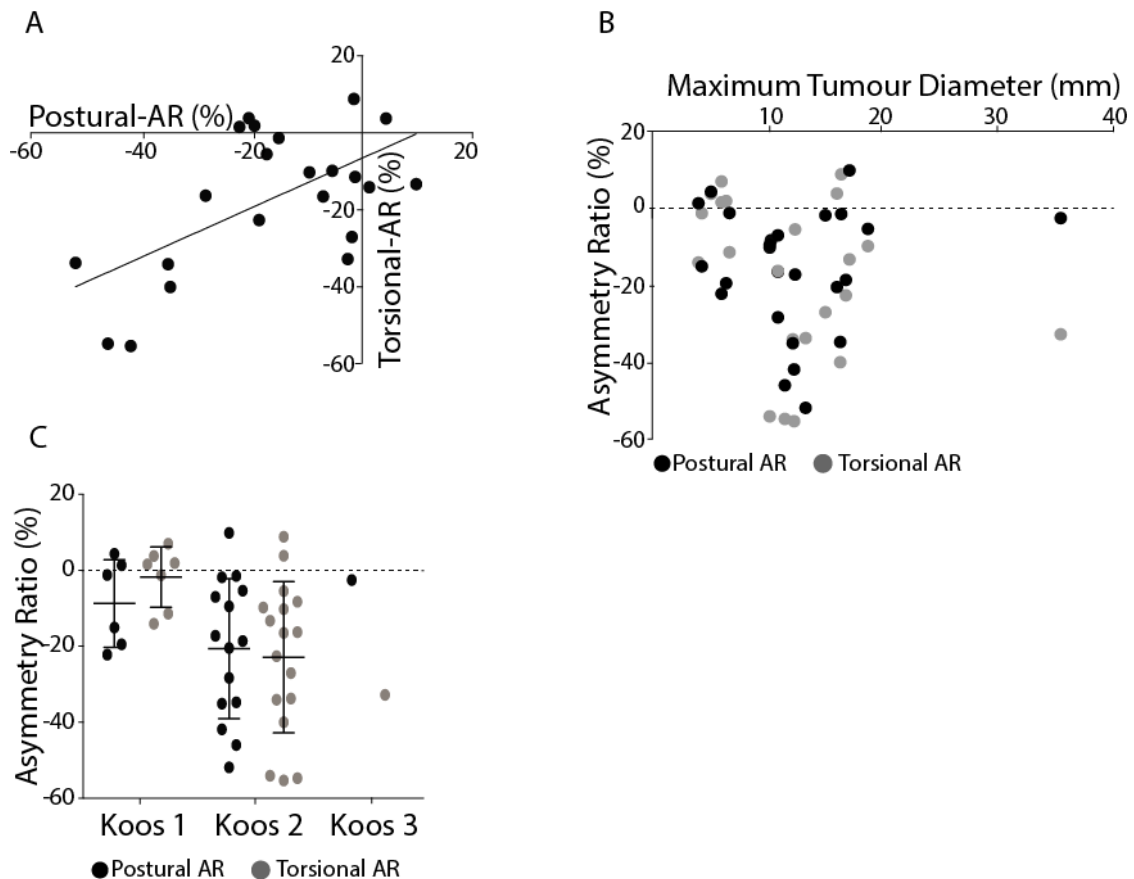 A
20
Postural-AR (%)
-60
-40
-20
20
-20
-40
-60
Torsional-AR (%)
B
Maximum Tumour Diameter (mm)
10
20
30
40
20
0
-20
-40
-60
Asymmetry Ratio (%)
Postural AR
Torsional AR
C
20
0
-20
-40
-60
Asymmetry Ratio (%)
Koos 1
Koos 2
Koos 3
Postural AR
Torsional AR